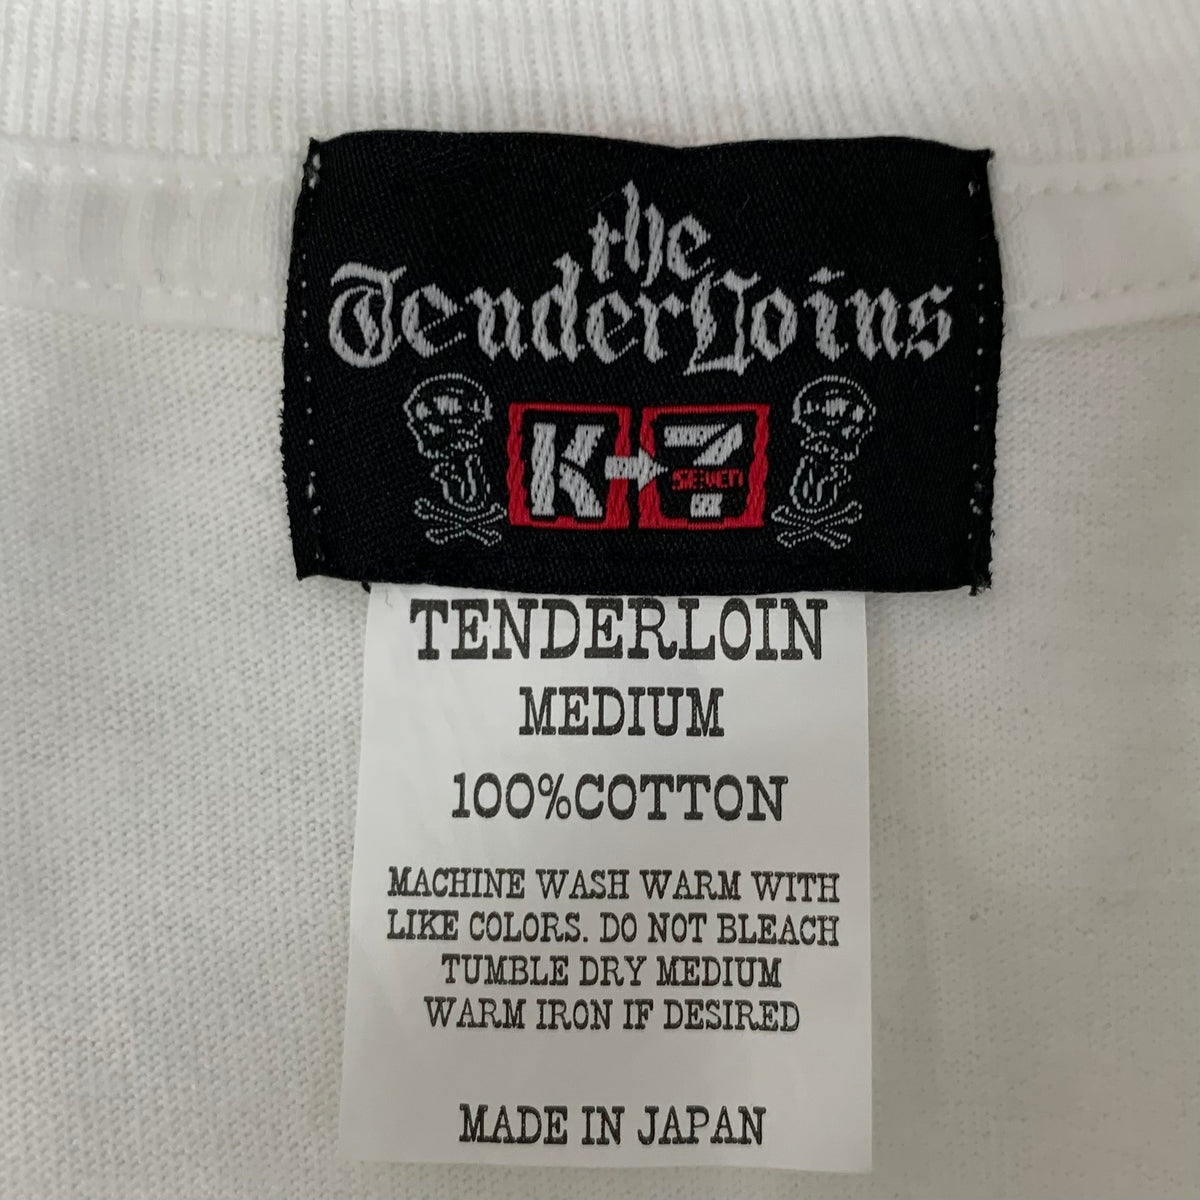 the
TenderLoins
K 7
SEVEN
TENDERLOIN
MEDIUM
100%COTTON
MACHINE WASH WARM WITH
LIKE COLORS. DO NOT BLEACH
TUMBLE DRY MEDIUM
WARM IRON IF DESIRED
MADE IN JAPAN